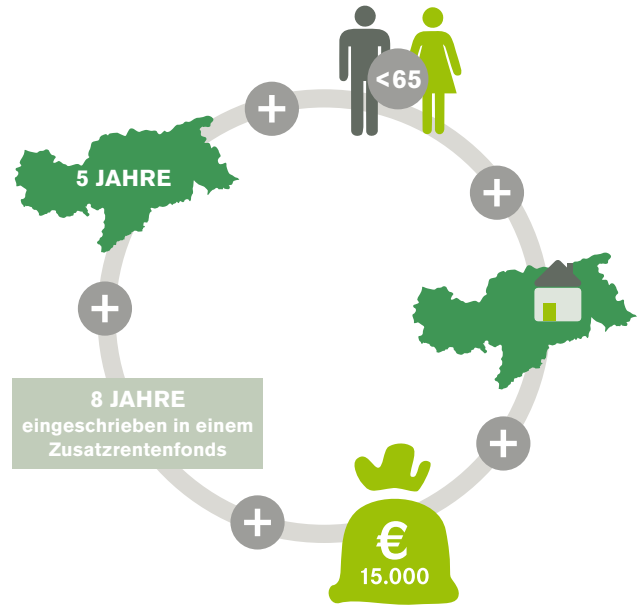 <65
5 JAHRE
8 JAHRE
eingeschrieben in einem
Zusatzrentenfonds
€
15.000